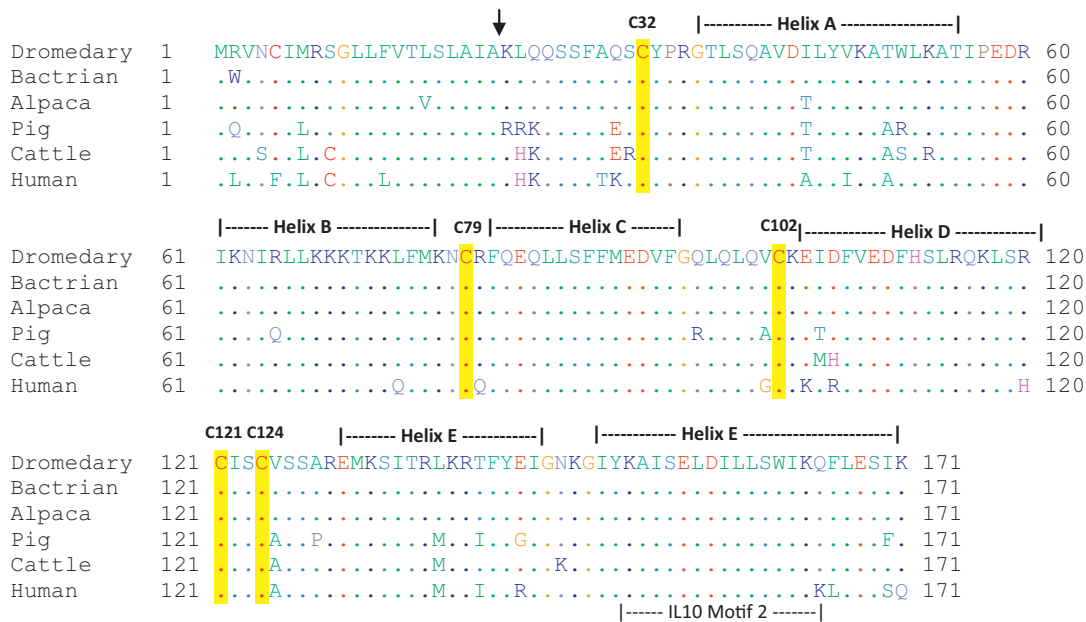 C32 |----------- Helix A ----------------|
Dromedary 1 MRVNCIMRSGLLFVTLSLAIAKLQQSSFAQSCYPRGTLSQAVDILYVKATWLKATIPEDR 60
Bactrian 1 .W.......................................................... 60
Alpaca 1 ...............V...........................T................ 60
Pig 1 .Q....L..............RRK.....E.............T.....AR......... 60
Cattle 1 ...S..L.C.............HK.....ER............T.....AS.R....... 60
Human 1 .L..F.L.C...L.........HK....TK.............A..I..A.......... 60
|------- Helix B --------------| C79 |----------- Helix C -------| C102 |------------ Helix D ------------|
Dromedary 61 IKNIRLLKKKTKKLFMKNCRFQEQLLSFFMEDVFGQLQLQVCKEIDFVEDFHSLRQKLSR 120
Bactrian 61 ............................................................ 120
Alpaca 61 ............................................................ 120
Pig 61 ....Q..............................R....A...T............... 120
Cattle 61 ............................................MH.............. 120
Human 61 .............Q.....Q....................G..K.R.............H 120
C121 C124 |-------- Helix E ------------| |------------ Helix E ------------------------|
Dromedary 121 CISCVSSAREMKSITRLKRTFYEIGNKGIYKAISELDILLSWIKQFLESIK 171
Bactrian 121 ................................................... 171
Alpaca 121 ................................................... 171
Pig 121 ....A..P........M..I..G..........................F. 171
Cattle 121 ....A...........M........K......................... 171
Human 121 ....A...........M..I..R.....................KL...SQ 171
|------ IL10 Motif 2 -------|